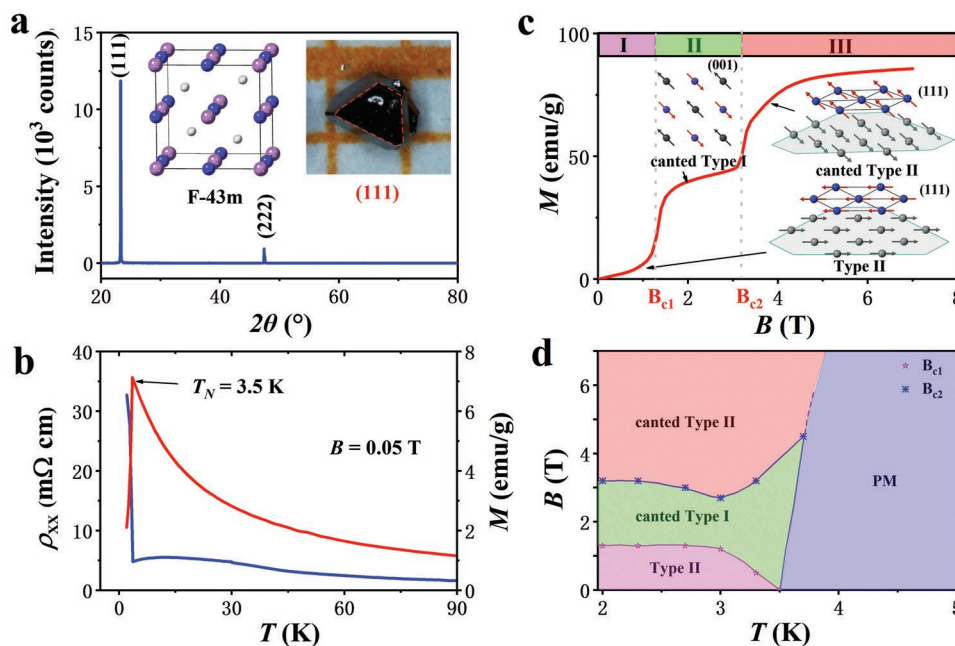 a
Intensity (10³ counts)
15
10
5
0
(111)
F-43m
(111)
(222)
20 40 60 80
2θ (°)
b
ρXX (mΩ cm)
40
30
20
10
0
TN = 3.5 K
B = 0.05 T
8
6
4
2
0
M (emu/g)
0 30 60 90
T (K)
c
M (emu/g)
100
50
0
I II III
(001)
canted Type I
(111)
canted Type II
(111)
Type II
0 2 4 6 8
Bc1 Bc2
B (T)
d
B (T)
6
4
2
0
Bc1
Bc2
canted Type II
PM
canted Type I
Type II
2 3 4 5
T (K)